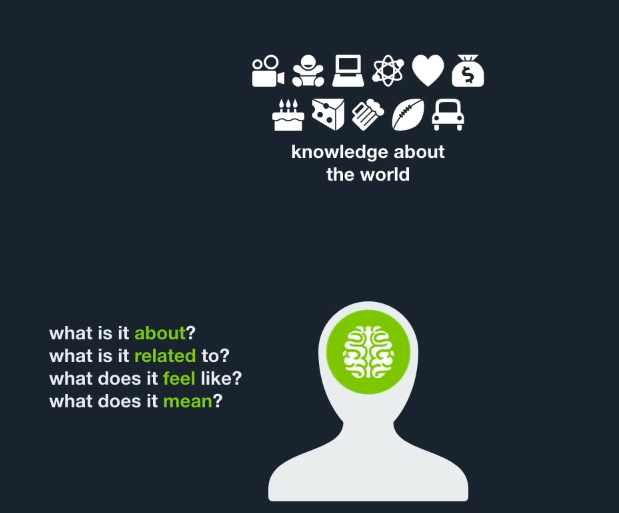 knowledge about
the world
what is it about?
what is it related to?
what does it feel like?
what does it mean?